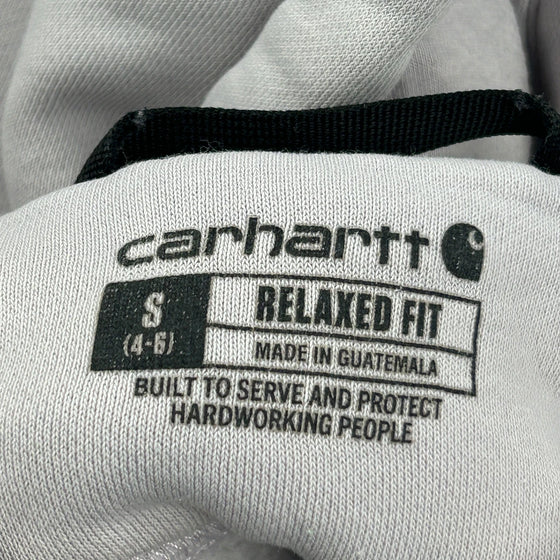 carhartt
S
(4-6)
RELAXED FIT
MADE IN GUATEMALA
BUILT TO SERVE AND PROTECT
HARDWORKING PEOPLE